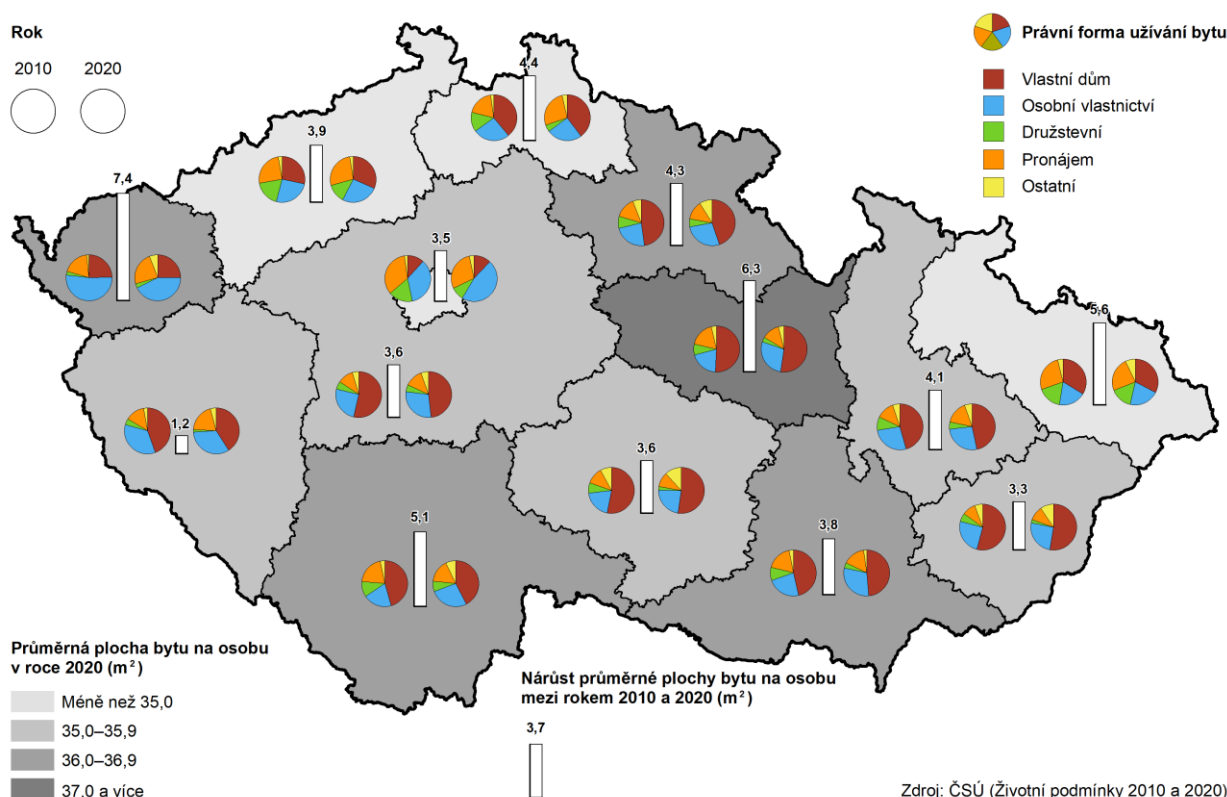 Rok
2010
2020
Právní forma užívání bytu
Vlastní dům
Osobní vlastnictví
Družstevní
Pronájem
Ostatní
4,4
3,9
7,4
4,3
3,5
6,3
5,6
3,6
4,1
1,2
3,6
3,3
5,1
3,8
Průměrná plocha bytu na osobu
v roce 2020 (m²)
Méně než 35,0
35,0–35,9
36,0–36,9
37,0 a více
Nárůst průměrné plochy bytu na osobu
mezi rokem 2010 a 2020 (m²)
3,7
Zdroj: ČSÚ (Životní podmínky 2010 a 2020)